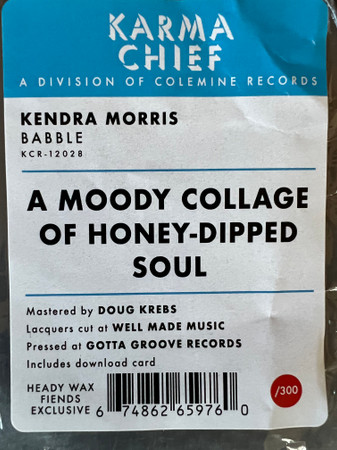 KARMA
CHIEF
A DIVISION OF COLEMINE RECORDS
KENDRA MORRIS
BABBLE
KCR-12028
A MOODY COLLAGE
OF HONEY-DIPPED
SOUL
Mastered by DOUG KREBS
Lacquers cut at WELL MADE MUSIC
Pressed at GOTTA GROOVE RECORDS
Includes download card
HEADY WAX
FIENDS
EXCLUSIVE
6 74862 65976 0
/300